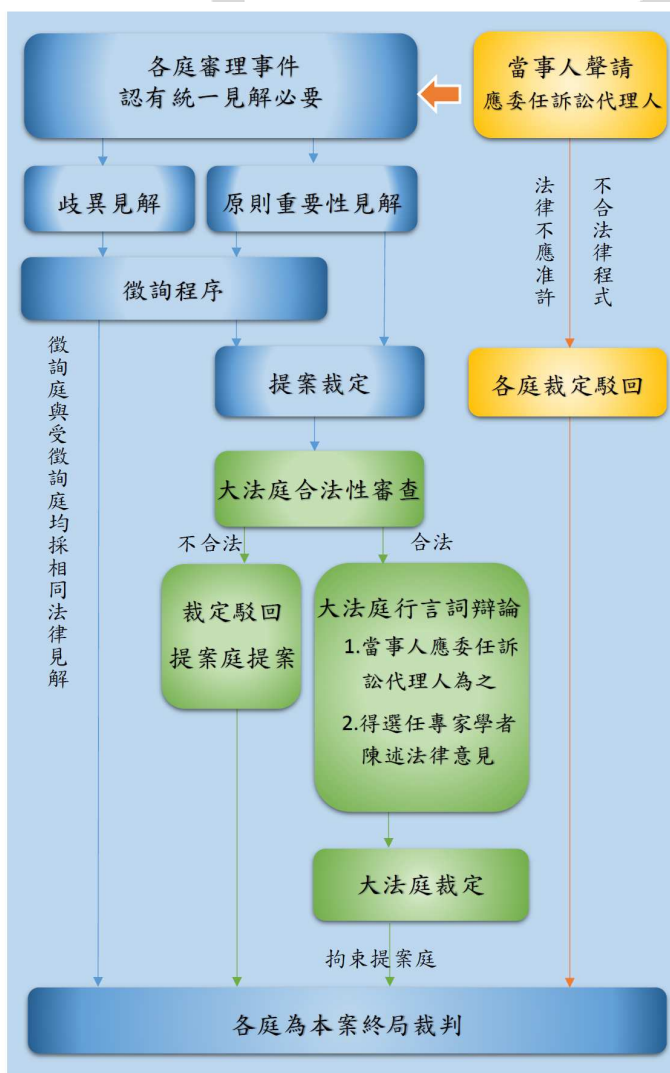 各庭審理事件
認有統一見解必要
當事人聲請
應委任訴訟代理人
歧異見解
原則重要性見解
法律不應准許
不合法律程式
徵詢程序
徵詢庭與受徵詢庭均採相同法律見解
提案裁定
各庭裁定駁回
大法庭合法性審查
不合法
合法
裁定駁回
提案庭提案
大法庭行言詞辯論
1.當事人應委任訴
訟代理人為之
2.得選任專家學者
陳述法律意見
大法庭裁定
拘束提案庭
各庭為本案終局裁判